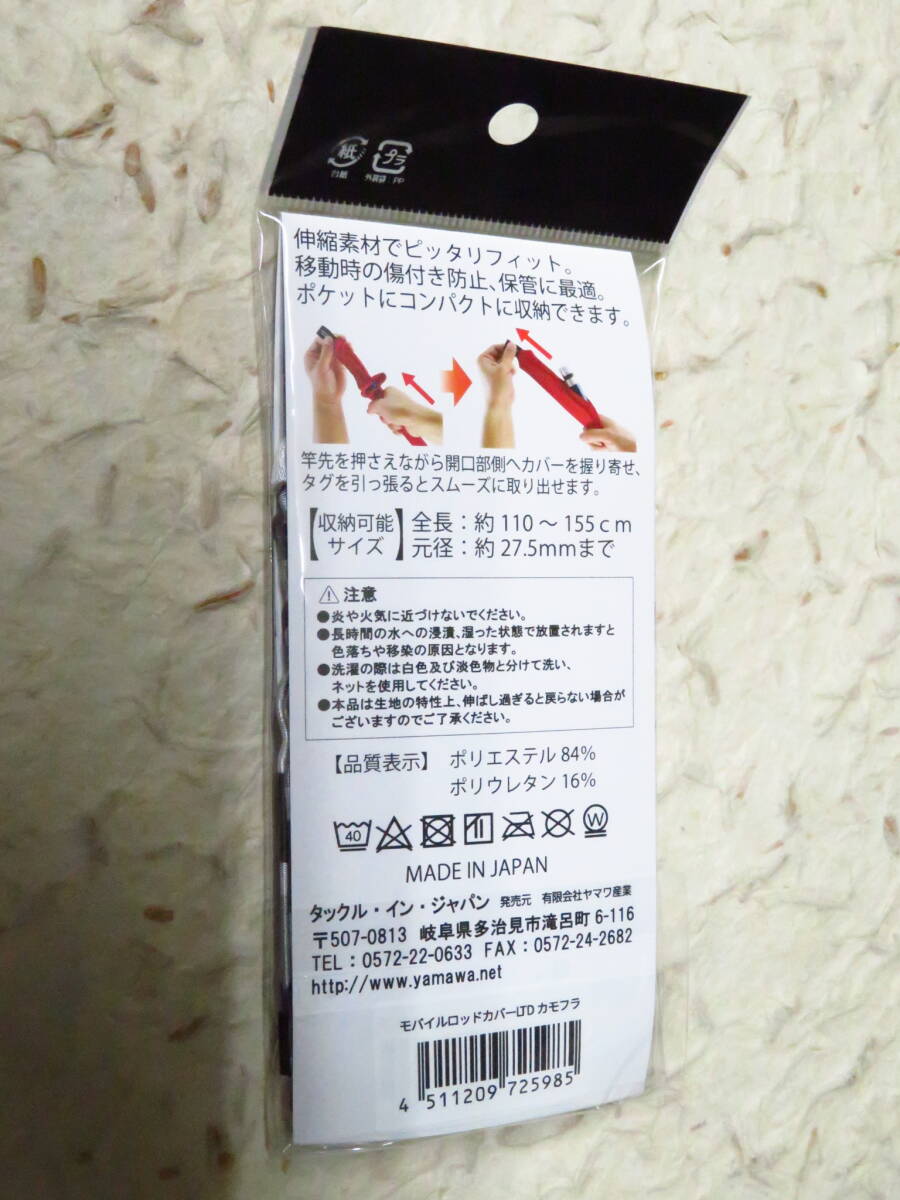 紙
プラ
台紙
外装袋：PP
伸縮素材でピッタリフィット。
移動時の傷付き防止、保管に最適。
ポケットにコンパクトに収納できます。
竿先を押さえながら開口部側へカバーを握り寄せ、
タグを引っ張るとスムーズに取り出せます。
【収納可能サイズ】
全長：約 110 ～ 155ｃｍ
元径：約 27.5mmまで
注意
●炎や火気に近づけないでください。
●長時間の水への浸漬、湿った状態で放置されますと
色落ちや移染の原因となります。
●洗濯の際は白色及び淡色物と分けて洗い、
ネットを使用してください。
●本品は生地の特性上、伸ばし過ぎると戻らない場合が
ございますのでご了承ください。
【品質表示】 ポリエステル 84%
ポリウレタン 16%
40
W
MADE IN JAPAN
タックル・イン・ジャパン 発売元 有限会社ヤマワ産業
〒507-0813 岐阜県多治見市滝呂町 6-116
TEL：0572-22-0633 FAX：0572-24-2682
http://www.yamawa.net
モバイルロッドカバーLTD カモフラ
4 511209 725985